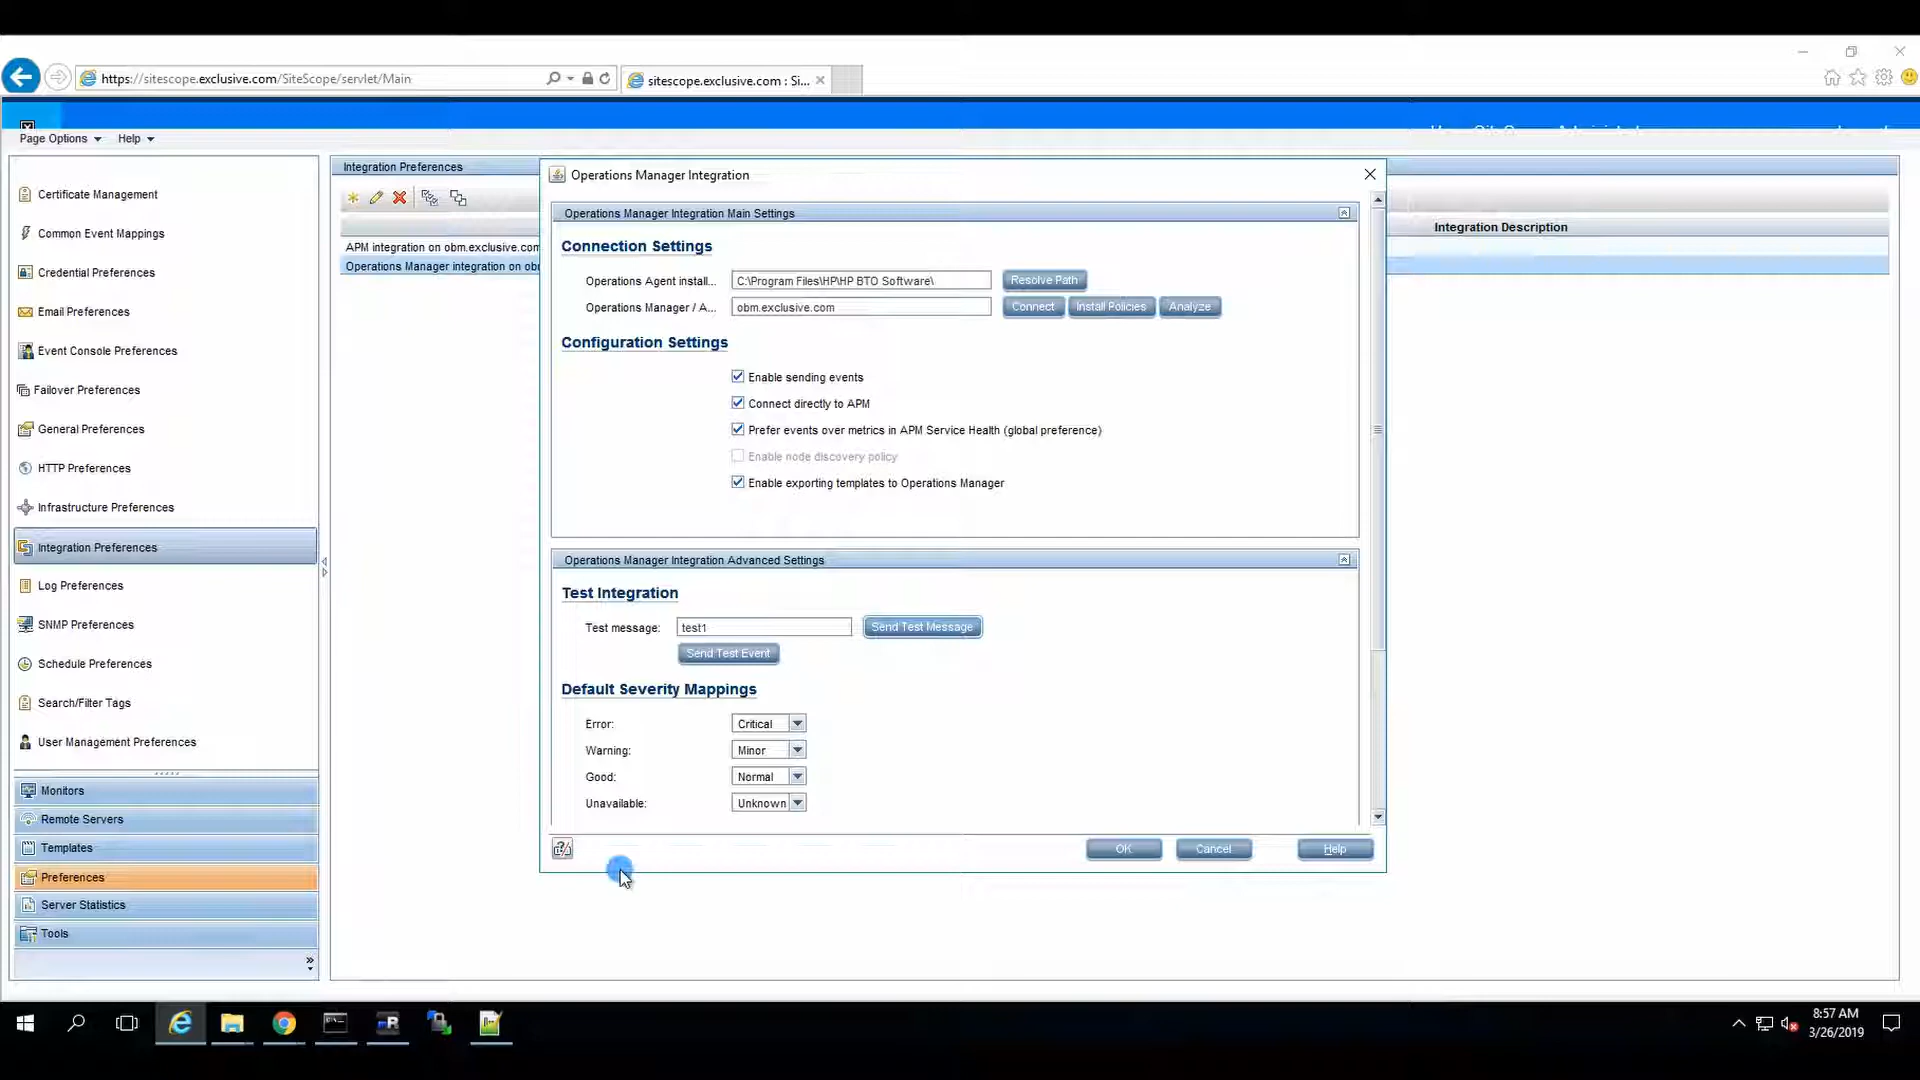 https://sitescope.exclusive.com/SiteScope/servlet/Main
sitescope.exclusive.com : Si...
Page Options
Help
Certificate Management
Common Event Mappings
Credential Preferences
Email Preferences
Event Console Preferences
Failover Preferences
General Preferences
HTTP Preferences
Infrastructure Preferences
Integration Preferences
Log Preferences
SNMP Preferences
Schedule Preferences
Search/Filter Tags
User Management Preferences
Monitors
Remote Servers
Templates
Preferences
Server Statistics
Tools
Integration Preferences
Integration Description
APM integration on obm.exclusive.com
Operations Manager integration on ob
Operations Manager Integration
Operations Manager Integration Main Settings
Connection Settings
Operations Agent install... C:\Program Files\HP\HP BTO Software\ Resolve Path
Operations Manager / A... obm.exclusive.com Connect Install Policies Analyze
Configuration Settings
Enable sending events
Connect directly to APM
Prefer events over metrics in APM Service Health (global preference)
Enable node discovery policy
Enable exporting templates to Operations Manager
Operations Manager Integration Advanced Settings
Test Integration
Test message: test1 Send Test Message
Send Test Event
Default Severity Mappings
Error: Critical
Warning: Minor
Good: Normal
Unavailable: Unknown
OK Cancel Help
8:57 AM
3/26/2019